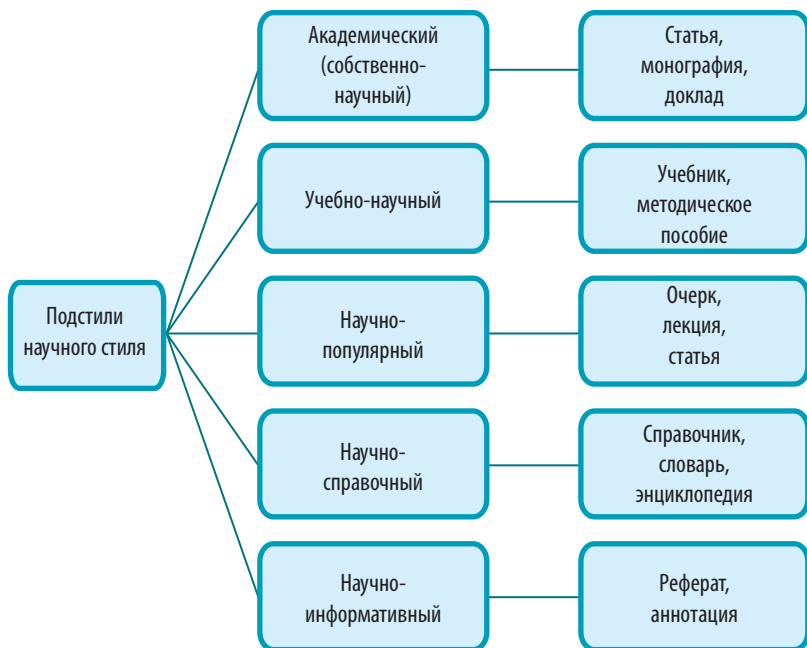 Подстили
научного стиля
Академический
(собственно-
научный)
Статья,
монография,
доклад
Учебно-научный
Учебник,
методическое
пособие
Научно-
популярный
Очерк,
лекция,
статья
Научно-
справочный
Справочник,
словарь,
энциклопедия
Научно-
информативный
Реферат,
аннотация